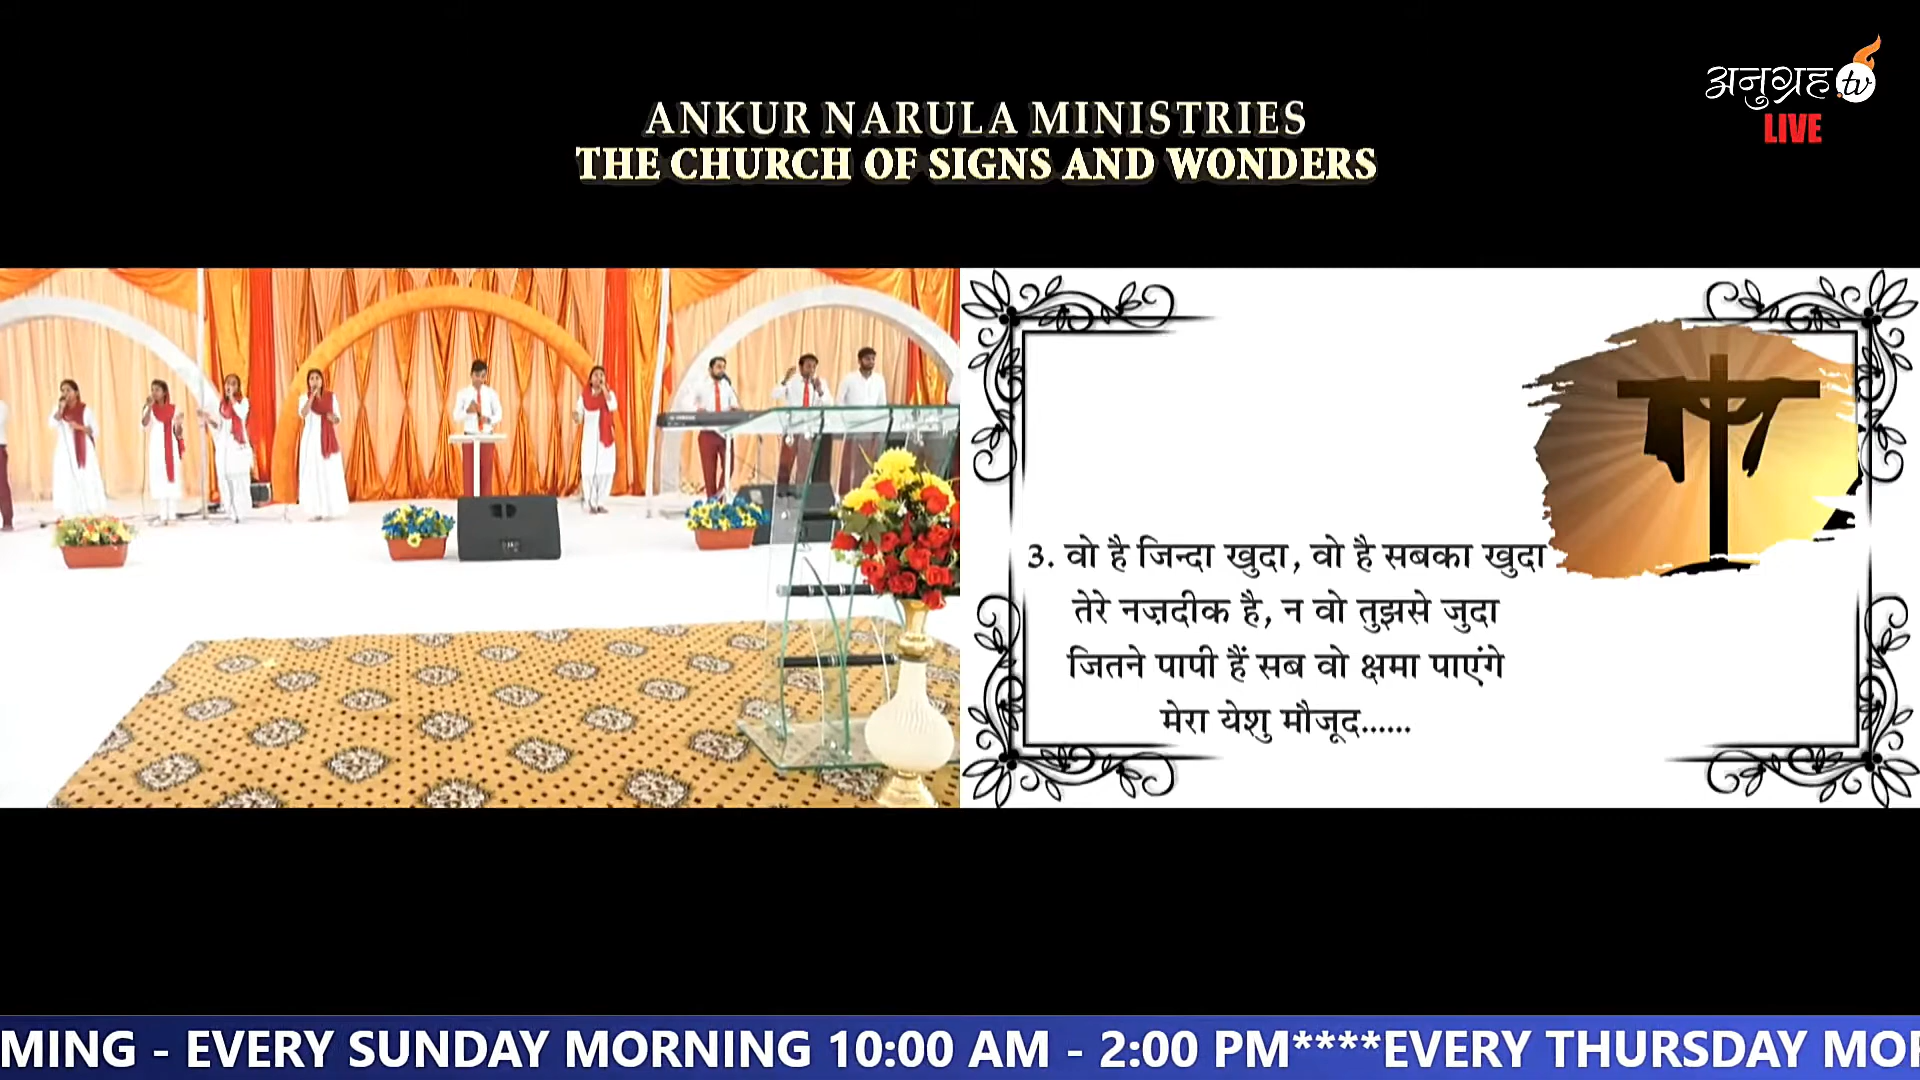 अनुग्रह.tv
LIVE
ANKUR NARULA MINISTRIES
THE CHURCH OF SIGNS AND WONDERS
3. वो है जिन्दा खुदा, वो है सबका खुदा
तेरे नज़दीक है, न वो तुझसे जुदा
जितने पापी हैं सब वो क्षमा पाएंगे
मेरा येशु मौजूद......
MING - EVERY SUNDAY MORNING 10:00 AM - 2:00 PM****EVERY THURSDAY MOR